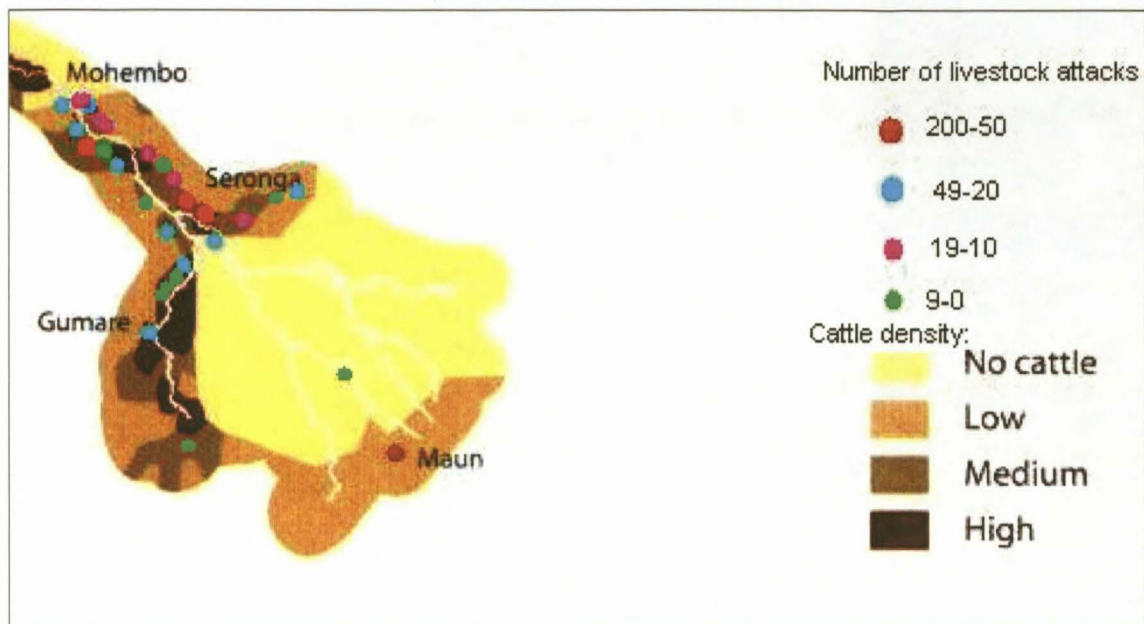 Mohembo
Seronga
Gumare
Maun
Number of livestock attacks
200-50
49-20
19-10
9-0
Cattle density:
No cattle
Low
Medium
High